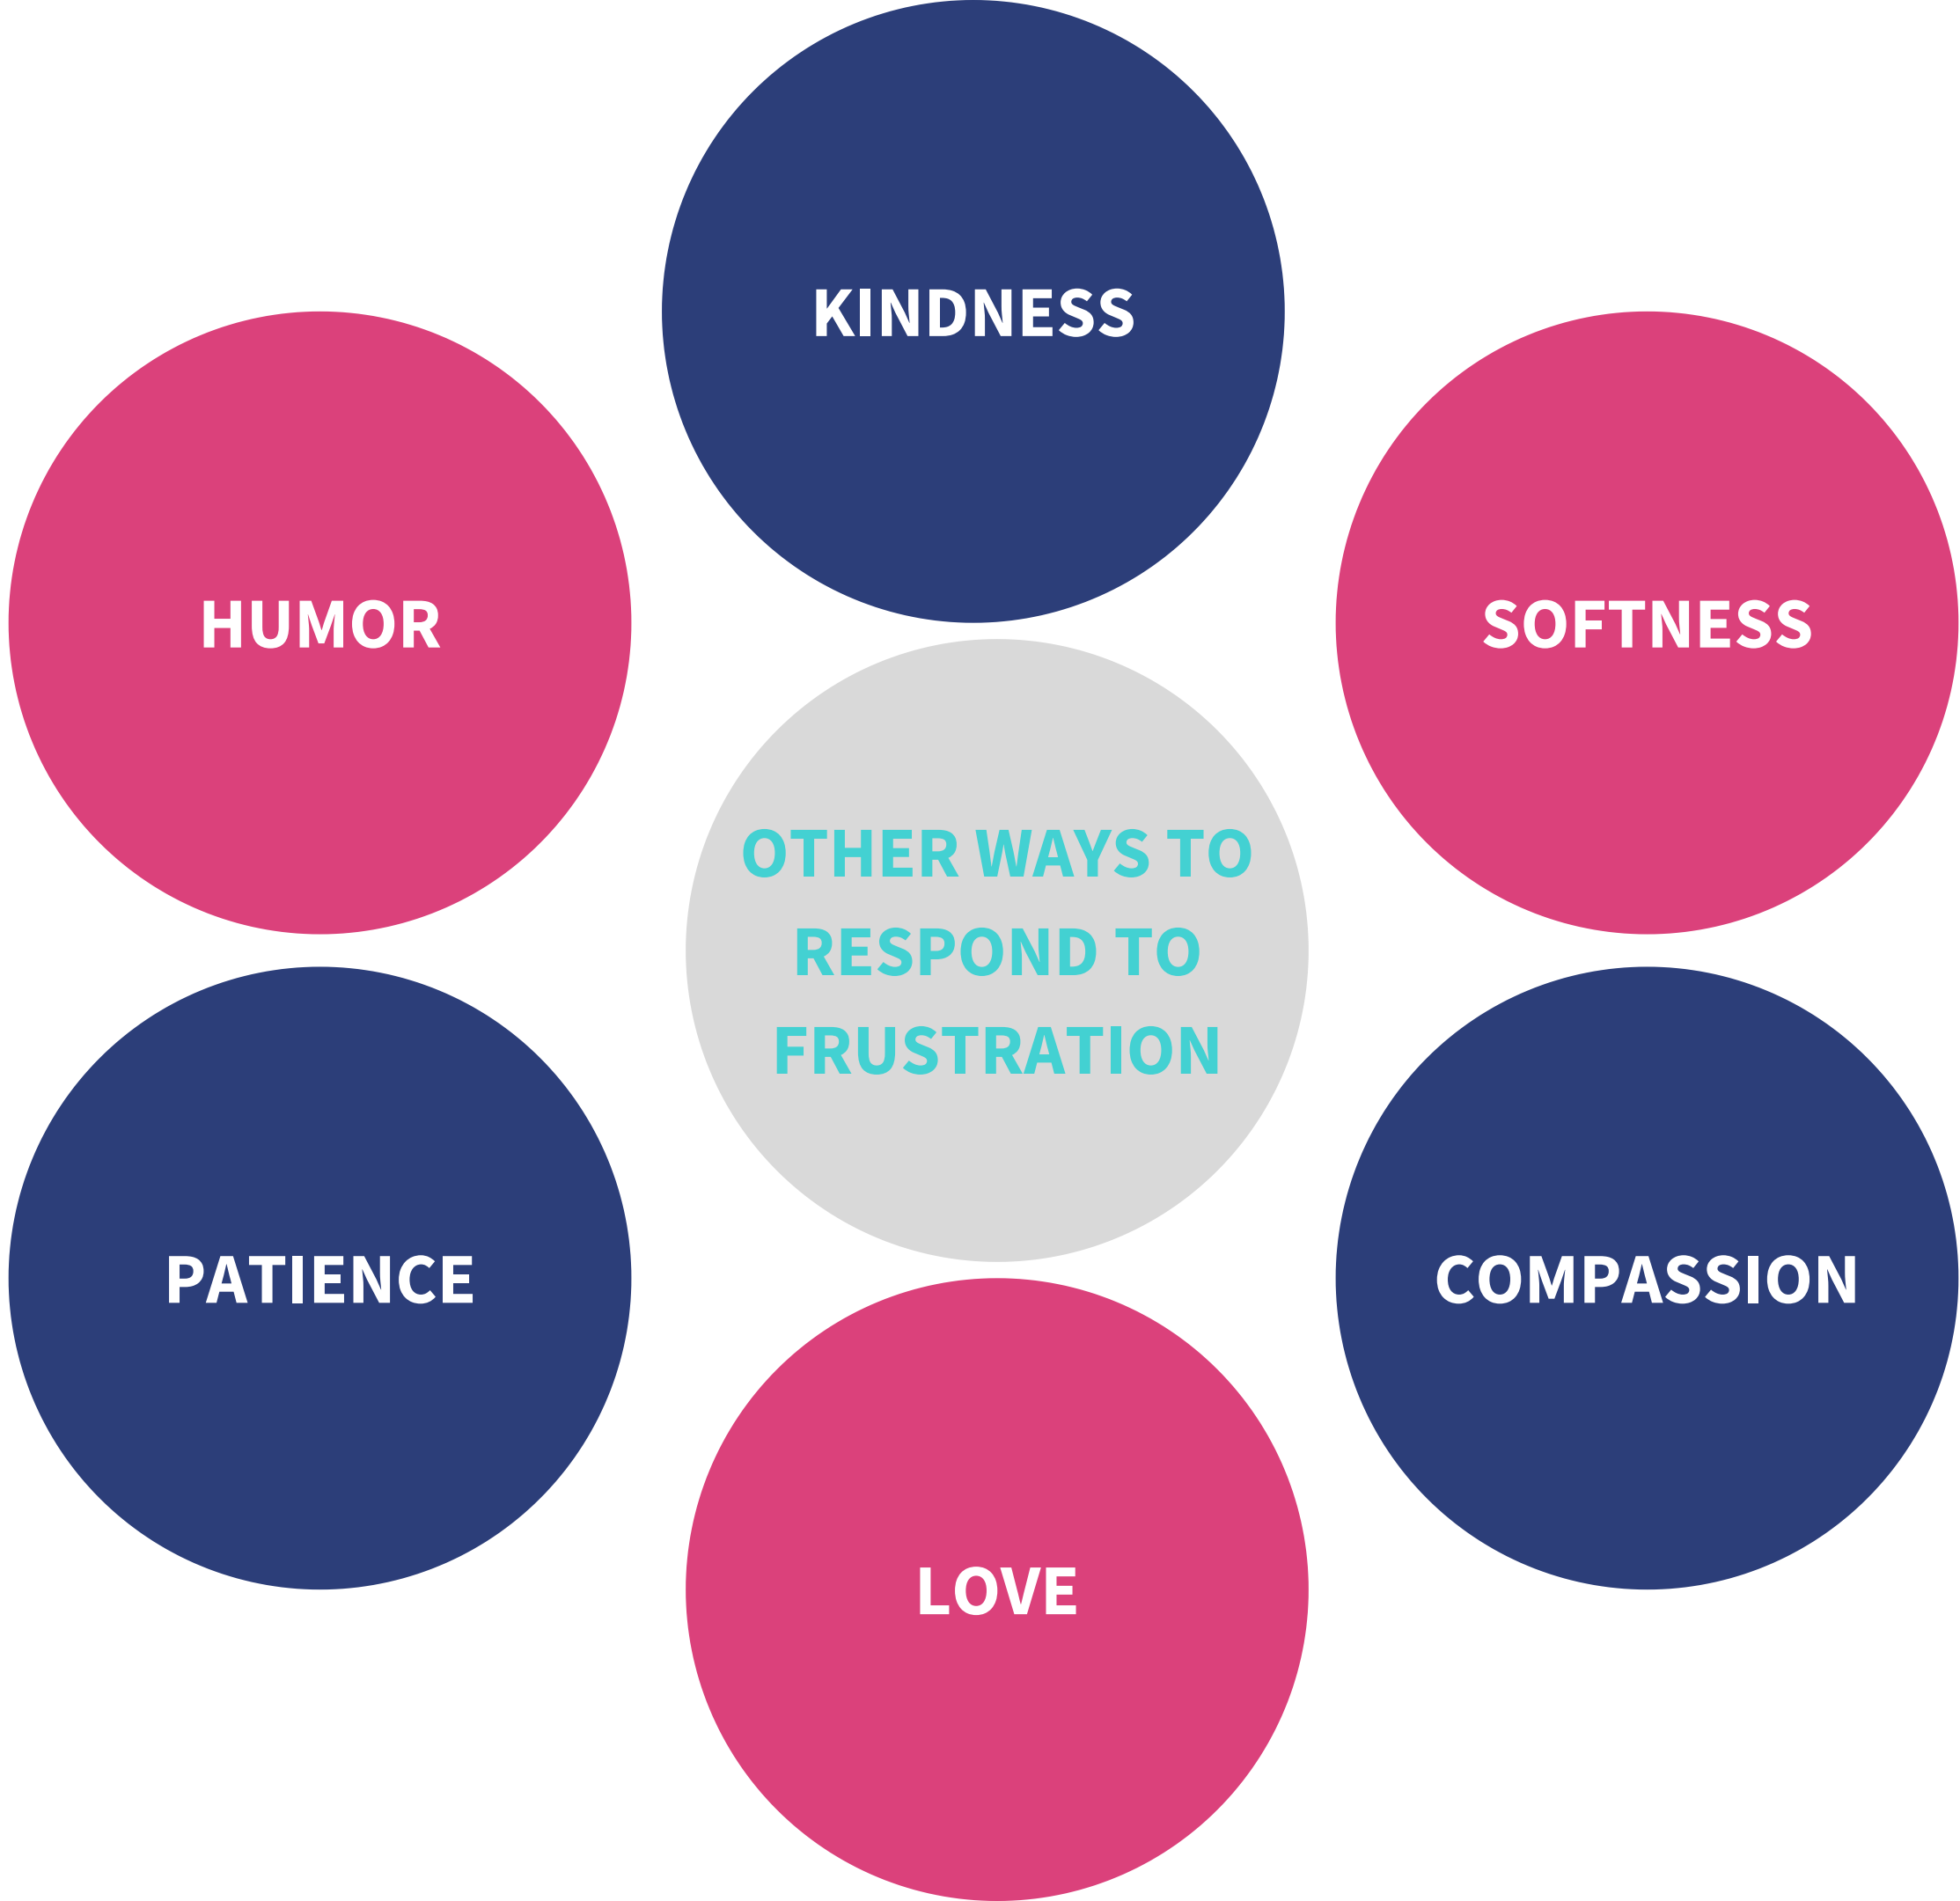 KINDNESS
HUMOR
SOFTNESS
OTHER WAYS TO
RESPOND TO
FRUSTRATION
PATIENCE
COMPASSION
LOVE